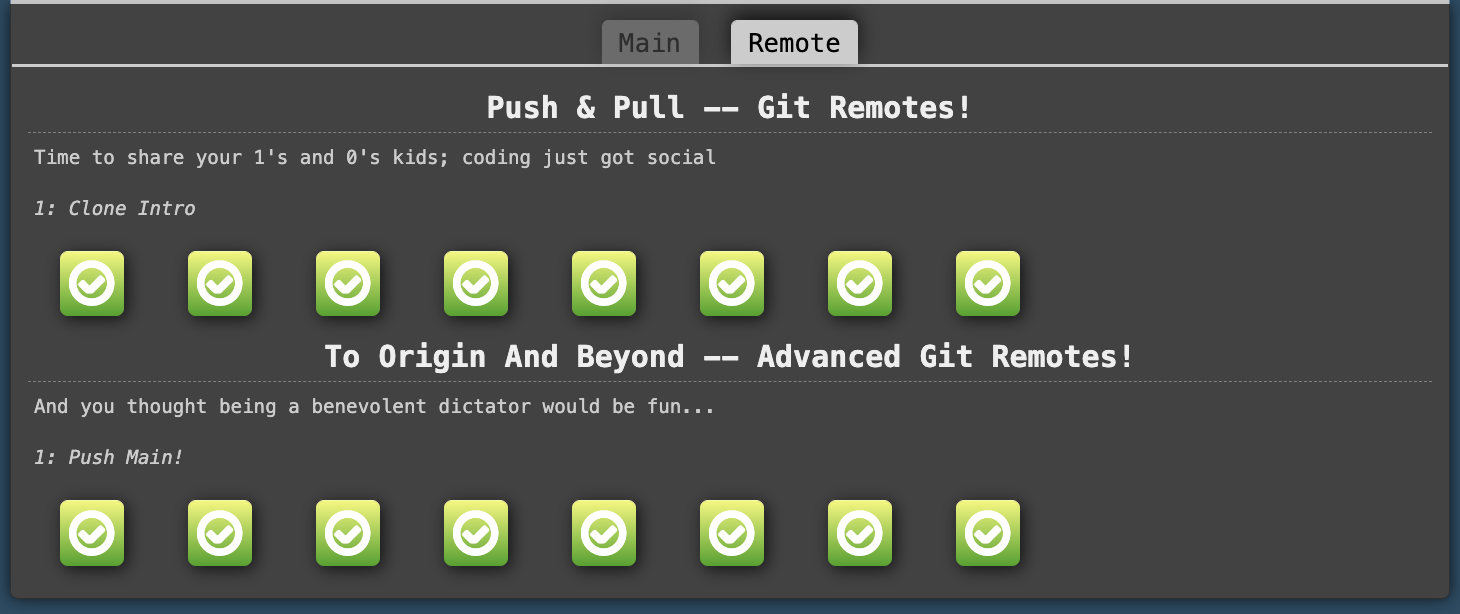 Main
Remote
Push & Pull -- Git Remotes!
Time to share your 1's and 0's kids; coding just got social
1: Clone Intro
To Origin And Beyond -- Advanced Git Remotes!
And you thought being a benevolent dictator would be fun...
1: Push Main!